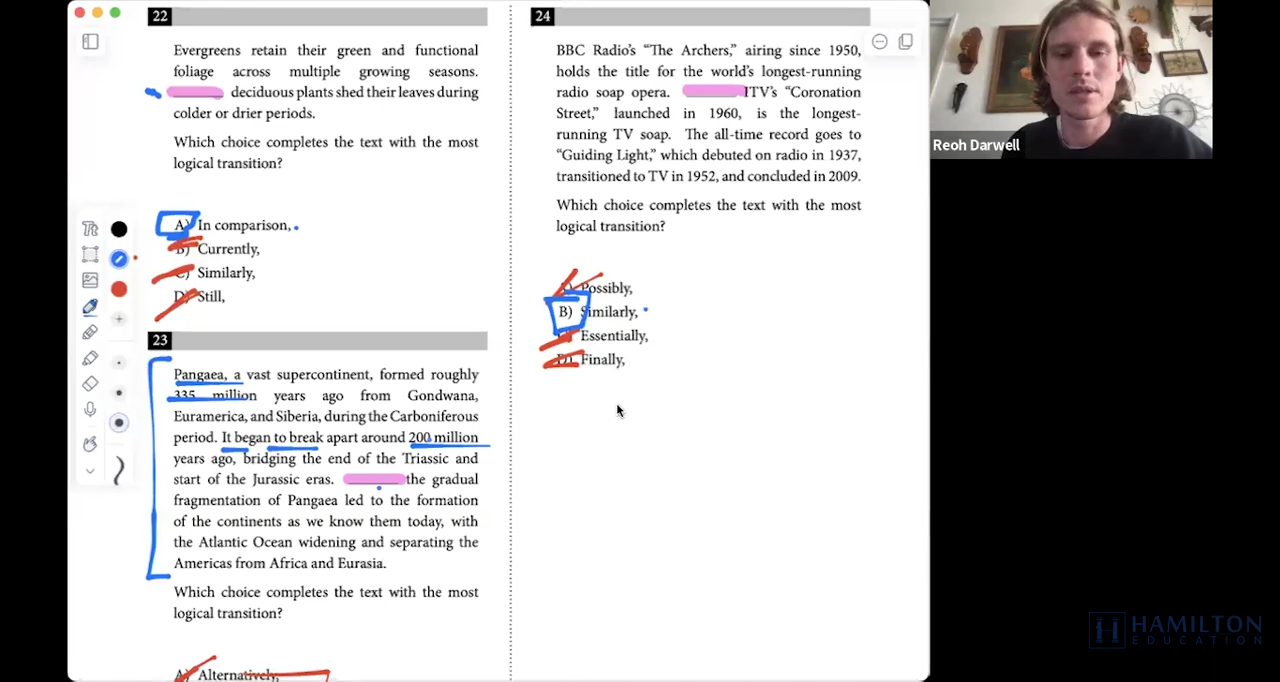 22
Evergreens retain their green and functional
foliage across multiple growing seasons.
deciduous plants shed their leaves during
colder or drier periods.
Which choice completes the text with the most
logical transition?
A) In comparison,
B) Currently,
C) Similarly,
D) Still,
23
Pangaea, a vast supercontinent, formed roughly
335 million years ago from Gondwana,
Euramerica, and Siberia, during the Carboniferous
period. It began to break apart around 200 million
years ago, bridging the end of the Triassic and
start of the Jurassic eras. the gradual
fragmentation of Pangaea led to the formation
of the continents as we know them today, with
the Atlantic Ocean widening and separating the
Americas from Africa and Eurasia.
Which choice completes the text with the most
logical transition?
A) Alternatively,
24
BBC Radio's "The Archers," airing since 1950,
holds the title for the world's longest-running
radio soap opera. ITV's "Coronation
Street," launched in 1960, is the longest-
running TV soap. The all-time record goes to
"Guiding Light," which debuted on radio in 1937,
transitioned to TV in 1952, and concluded in 2009.
Which choice completes the text with the most
logical transition?
A) Possibly,
B) Similarly,
C) Essentially,
D) Finally,
Reoh Darwell
HAMILTON
EDUCATION